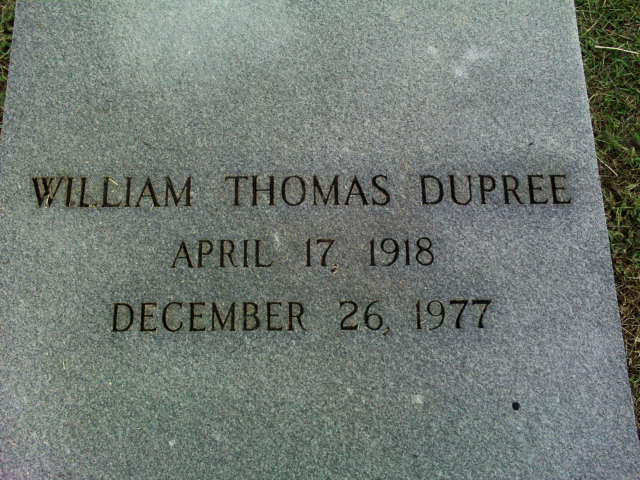 WILLIAM THOMAS DUPREE
APRIL 17, 1918
DECEMBER 26, 1977